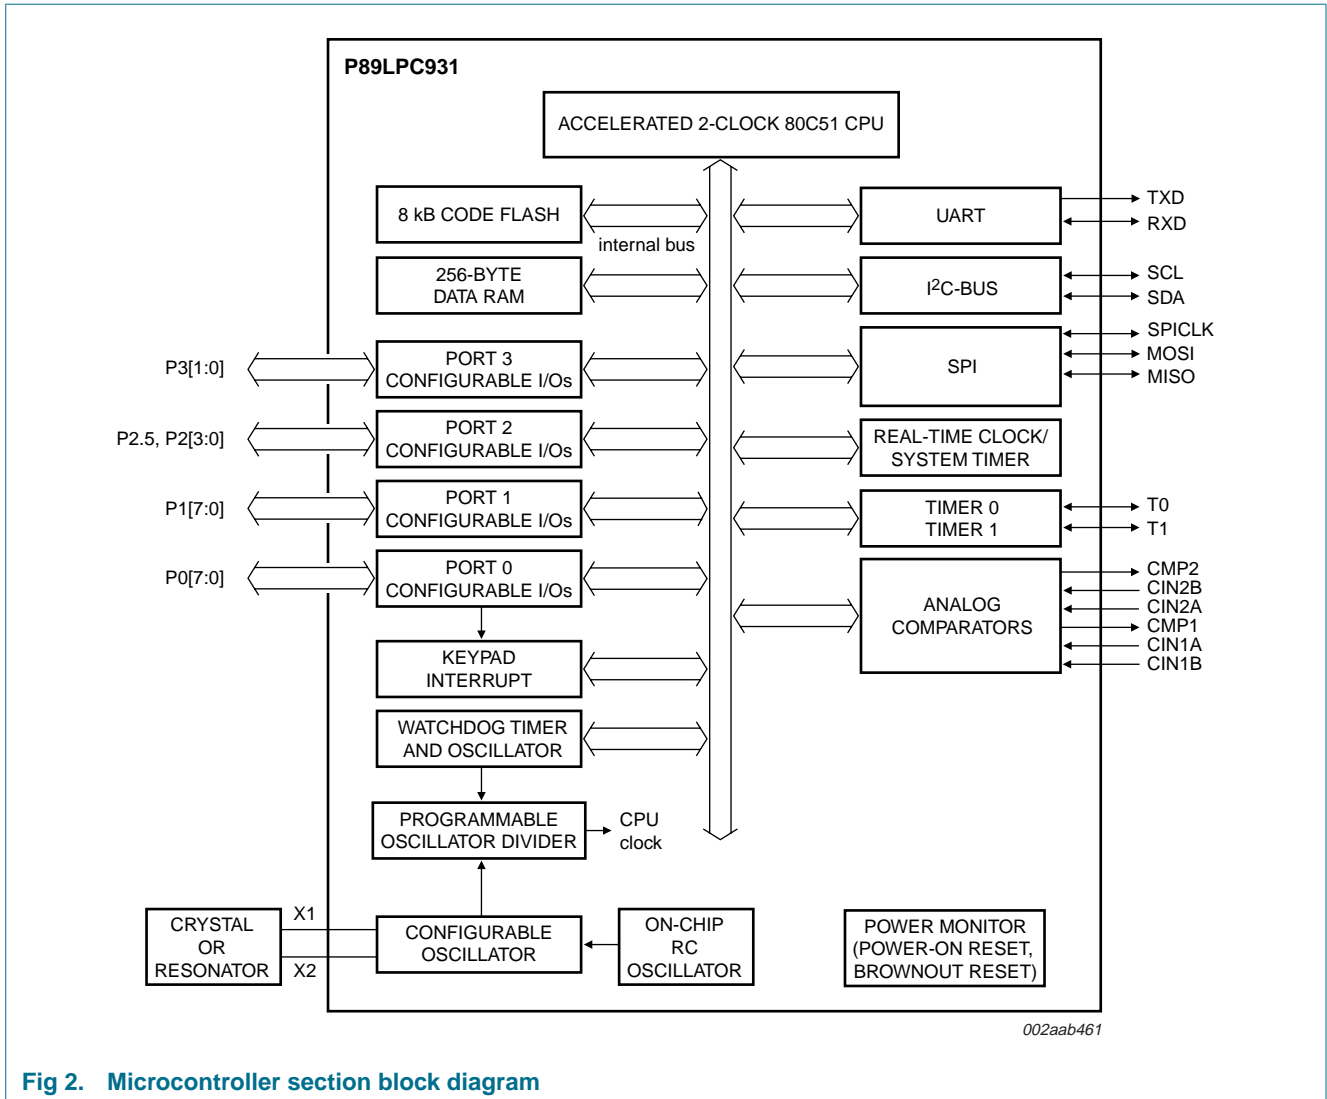 P89LPC931
ACCELERATED 2-CLOCK 80C51 CPU
8 kB CODE FLASH
internal bus
256-BYTE
DATA RAM
P3[1:0]
PORT 3
CONFIGURABLE I/Os
P2.5, P2[3:0]
PORT 2
CONFIGURABLE I/Os
P1[7:0]
PORT 1
CONFIGURABLE I/Os
P0[7:0]
PORT 0
CONFIGURABLE I/Os
KEYPAD
INTERRUPT
WATCHDOG TIMER
AND OSCILLATOR
PROGRAMMABLE
OSCILLATOR DIVIDER
CPU
clock
CRYSTAL
OR
RESONATOR
X1
X2
CONFIGURABLE
OSCILLATOR
ON-CHIP
RC
OSCILLATOR
UART
TXD
RXD
I2C-BUS
SCL
SDA
SPI
SPICLK
MOSI
MISO
REAL-TIME CLOCK/
SYSTEM TIMER
TIMER 0
TIMER 1
T0
T1
ANALOG
COMPARATORS
CMP2
CIN2B
CIN2A
CMP1
CIN1A
CIN1B
POWER MONITOR
(POWER-ON RESET,
BROWNOUT RESET)
002aab461
Fig 2. Microcontroller section block diagram